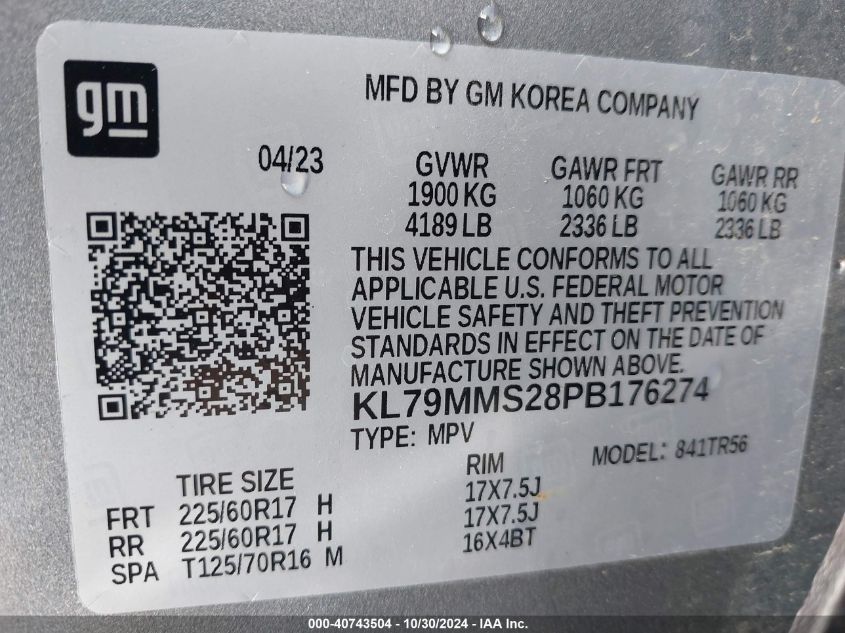 gm
MFD BY GM KOREA COMPANY
04/23
GVWR GAWR FRT GAWR RR
1900 KG 1060 KG 1060 KG
4189 LB 2336 LB 2336 LB
THIS VEHICLE CONFORMS TO ALL
APPLICABLE U.S. FEDERAL MOTOR
VEHICLE SAFETY AND THEFT PREVENTION
STANDARDS IN EFFECT ON THE DATE OF
MANUFACTURE SHOWN ABOVE.
KL79MMS28PB176274
TYPE: MPV MODEL: 841TR56
TIRE SIZE RIM
FRT 225/60R17 H 17X7.5J
RR 225/60R17 H 17X7.5J
SPA T125/70R16 M 16X4BT
000-40743504 - 10/30/2024 - IAA Inc.